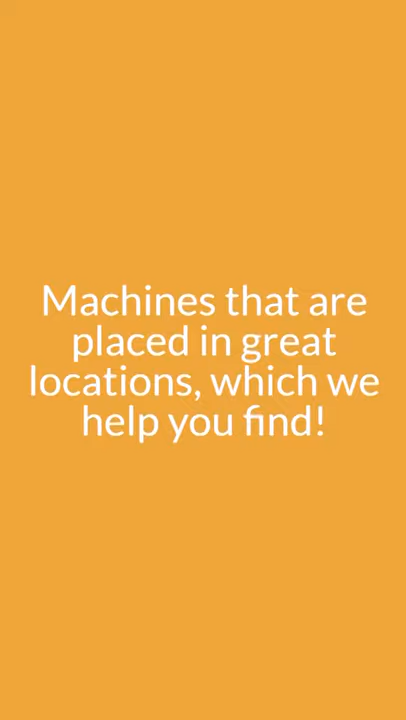 Machines that are
placed in great
locations, which we
help you find!